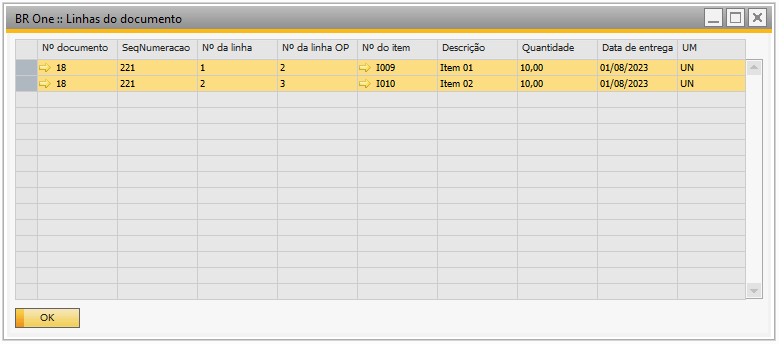 BR One :: Linhas do documento
Nº documento SeqNumeracao Nº da linha Nº da linha OP Nº do item Descrição Quantidade Data de entrega UM
18 221 1 2 I009 Item 01 10,00 01/08/2023 UN
18 221 2 3 I010 Item 02 10,00 01/08/2023 UN
OK